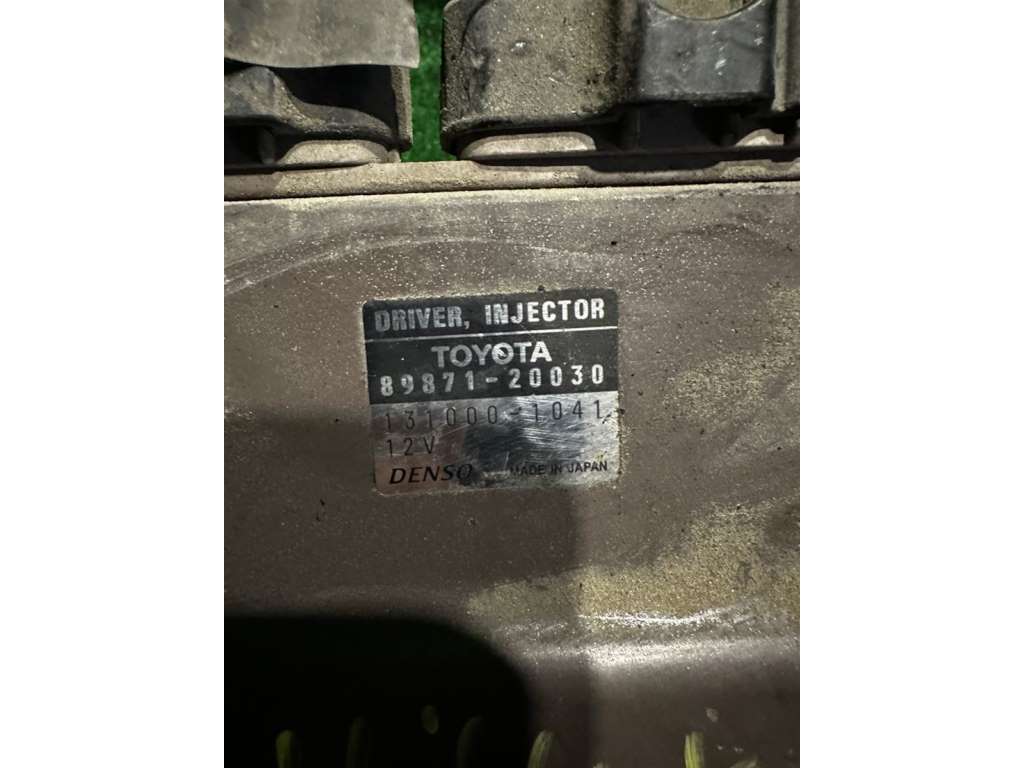 DRIVER, INJECTOR
TOYOTA
89871-20030
131000-1041
12V
DENSO MADE IN JAPAN